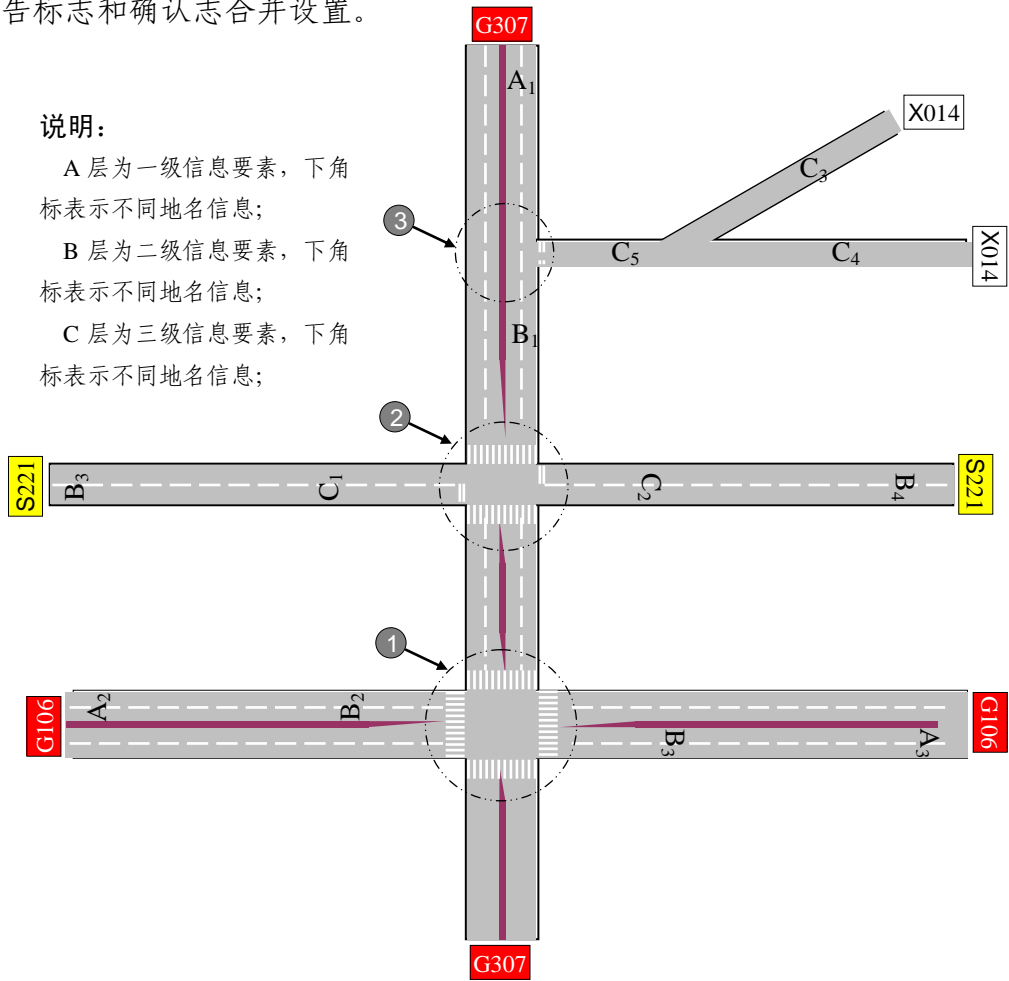 告标志和确认志合并设置。
G307
A1
说明：
A 层为一级信息要素，下角
标表示不同地名信息；
B 层为二级信息要素，下角
标表示不同地名信息；
C 层为三级信息要素，下角
标表示不同地名信息；
X014
C3
3
C5
C4
X014
B1
2
S221
B3
C1
C2
B4
S221
1
G106
A2
B2
B3
A3
G106
G307